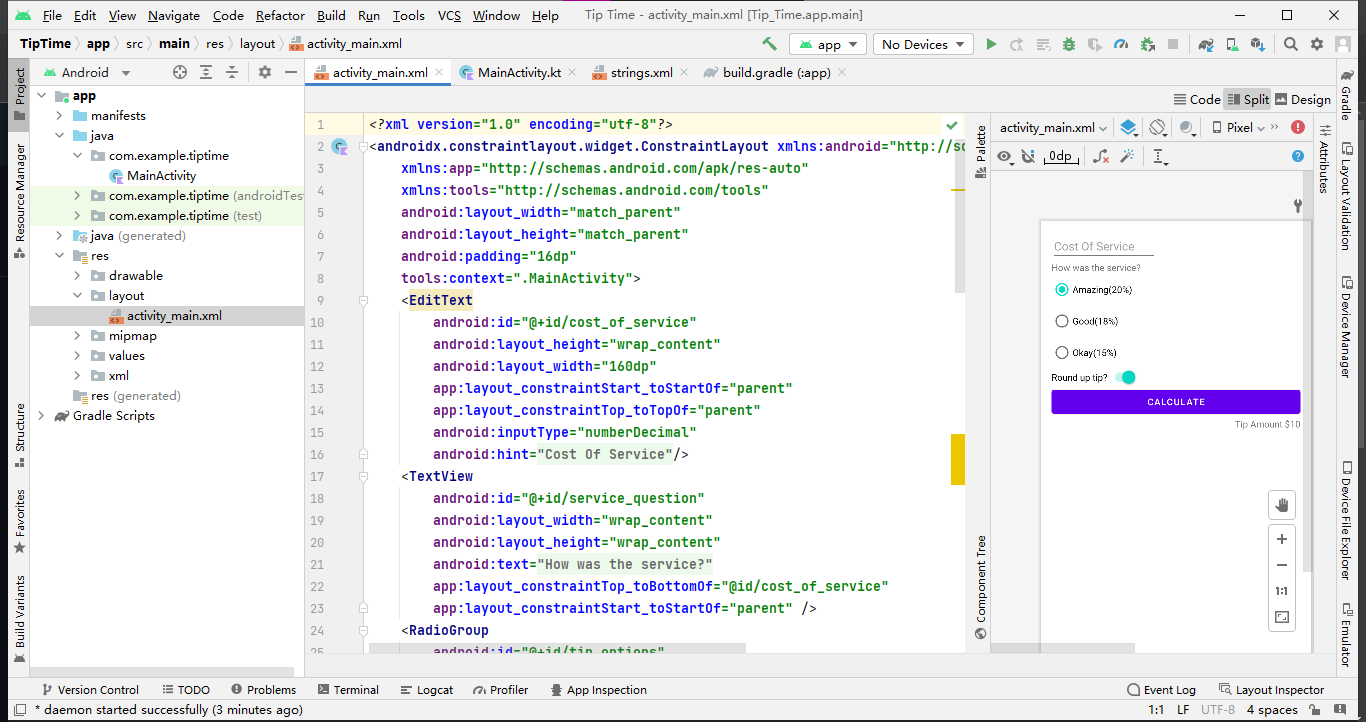 File Edit View Navigate Code Refactor Build Run Tools VCS Window Help Tip Time - activity_main.xml [Tip_Time.app.main]
TipTime app src main res layout activity_main.xml app No Devices
Project
Android
activity_main.xml MainActivity.kt strings.xml build.gradle (:app)
Gradle
Code Split Design
app
manifests
java
com.example.tiptime
MainActivity
com.example.tiptime (androidTes
com.example.tiptime (test)
java (generated)
res
drawable
layout
activity_main.xml
mipmap
values
xml
res (generated)
Gradle Scripts
Resource Manager
Structure
Favorites
Build Variants
1 <?xml version="1.0" encoding="utf-8"?>
2 <androidx.constraintlayout.widget.ConstraintLayout xmlns:android="http://sc
3 xmlns:app="http://schemas.android.com/apk/res-auto"
4 xmlns:tools="http://schemas.android.com/tools"
5 android:layout_width="match_parent"
6 android:layout_height="match_parent"
7 android:padding="16dp"
8 tools:context=".MainActivity">
9 <EditText
10 android:id="@+id/cost_of_service"
11 android:layout_height="wrap_content"
12 android:layout_width="160dp"
13 app:layout_constraintStart_toStartOf="parent"
14 app:layout_constraintTop_toTopOf="parent"
15 android:inputType="numberDecimal"
16 android:hint="Cost Of Service"/>
17 <TextView
18 android:id="@+id/service_question"
19 android:layout_width="wrap_content"
20 android:layout_height="wrap_content"
21 android:text="How was the service?"
22 app:layout_constraintTop_toBottomOf="@id/cost_of_service"
23 app:layout_constraintStart_toStartOf="parent" />
24 <RadioGroup
25 android:id="@+id/tip_options"
Palette
Component Tree
activity_main.xml Pixel
0dp
Cost Of Service
How was the service?
Amazing(20%)
Good(18%)
Okay(15%)
Round up tip?
CALCULATE
Tip Amount $10
1:1
Attributes
Layout Validation
Device Manager
Device File Explorer
Emulator
Version Control TODO Problems Terminal Logcat Profiler App Inspection Event Log Layout Inspector
* daemon started successfully (3 minutes ago) 1:1 LF UTF-8 4 spaces